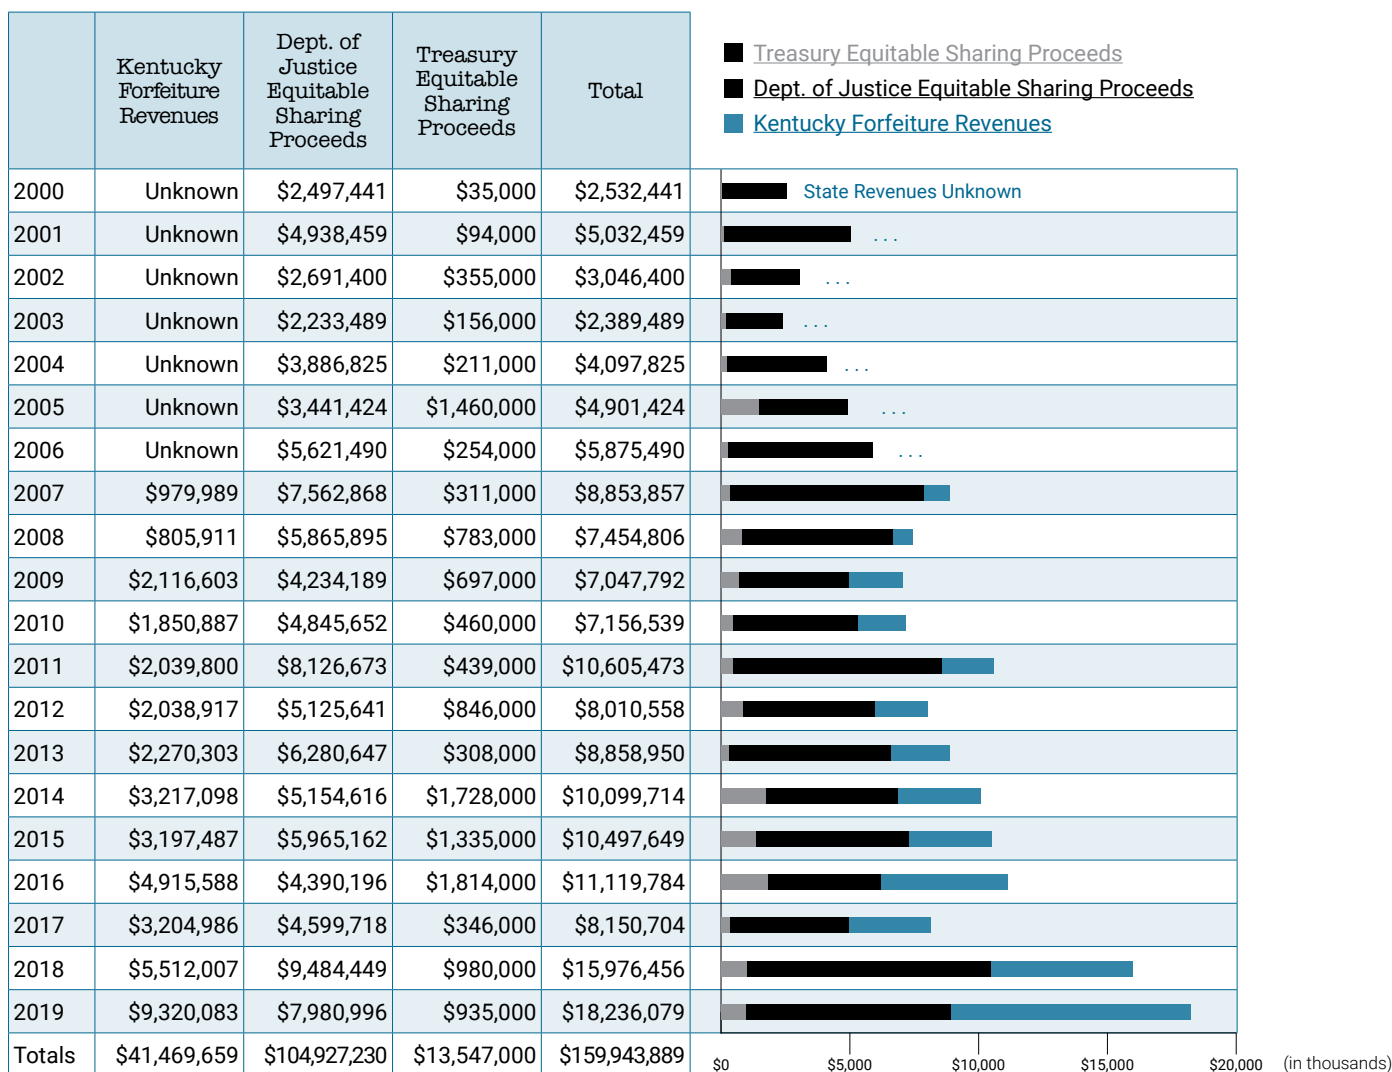 Kentucky
Forfeiture
Revenues
Dept. of
Justice
Equitable
Sharing
Proceeds
Treasury
Equitable
Sharing
Proceeds
Total
Treasury Equitable Sharing Proceeds
Dept. of Justice Equitable Sharing Proceeds
Kentucky Forfeiture Revenues
2000 Unknown $2,497,441 $35,000 $2,532,441 State Revenues Unknown
2001 Unknown $4,938,459 $94,000 $5,032,459 ...
2002 Unknown $2,691,400 $355,000 $3,046,400 ...
2003 Unknown $2,233,489 $156,000 $2,389,489 ...
2004 Unknown $3,886,825 $211,000 $4,097,825 ...
2005 Unknown $3,441,424 $1,460,000 $4,901,424 ...
2006 Unknown $5,621,490 $254,000 $5,875,490 ...
2007 $979,989 $7,562,868 $311,000 $8,853,857
2008 $805,911 $5,865,895 $783,000 $7,454,806
2009 $2,116,603 $4,234,189 $697,000 $7,047,792
2010 $1,850,887 $4,845,652 $460,000 $7,156,539
2011 $2,039,800 $8,126,673 $439,000 $10,605,473
2012 $2,038,917 $5,125,641 $846,000 $8,010,558
2013 $2,270,303 $6,280,647 $308,000 $8,858,950
2014 $3,217,098 $5,154,616 $1,728,000 $10,099,714
2015 $3,197,487 $5,965,162 $1,335,000 $10,497,649
2016 $4,915,588 $4,390,196 $1,814,000 $11,119,784
2017 $3,204,986 $4,599,718 $346,000 $8,150,704
2018 $5,512,007 $9,484,449 $980,000 $15,976,456
2019 $9,320,083 $7,980,996 $935,000 $18,236,079
Totals $41,469,659 $104,927,230 $13,547,000 $159,943,889
$0 $5,000 $10,000 $15,000 $20,000 (in thousands)